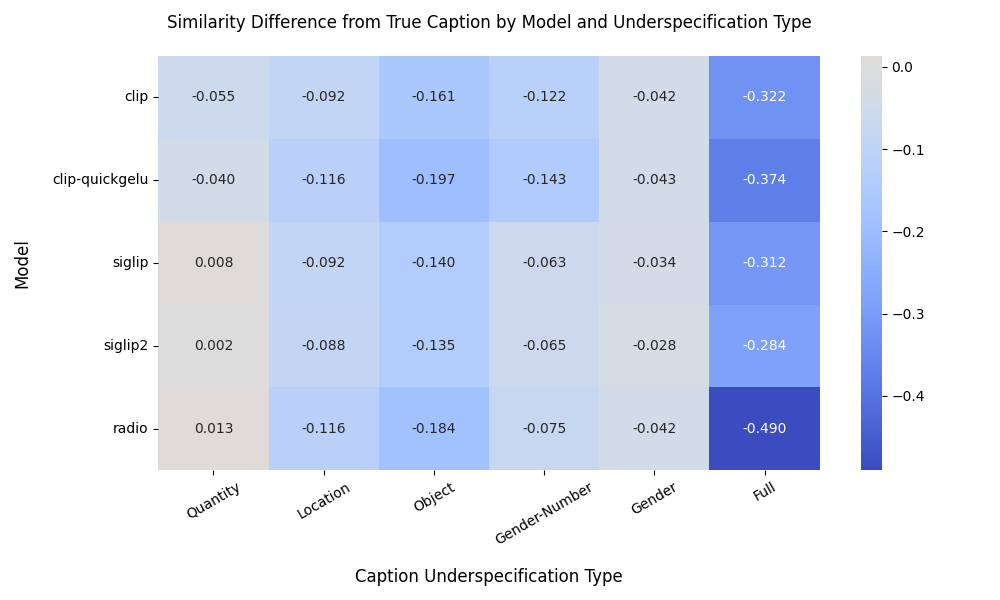 Similarity Difference from True Caption by Model and Underspecification Type
clip -0.055 -0.092 -0.161 -0.122 -0.042 -0.322
clip-quickgelu -0.040 -0.116 -0.197 -0.143 -0.043 -0.374
siglip 0.008 -0.092 -0.140 -0.063 -0.034 -0.312
siglip2 0.002 -0.088 -0.135 -0.065 -0.028 -0.284
radio 0.013 -0.116 -0.184 -0.075 -0.042 -0.490
Model
Quantity Location Object Gender-Number Gender Full
Caption Underspecification Type
0.0
−0.1
−0.2
−0.3
−0.4